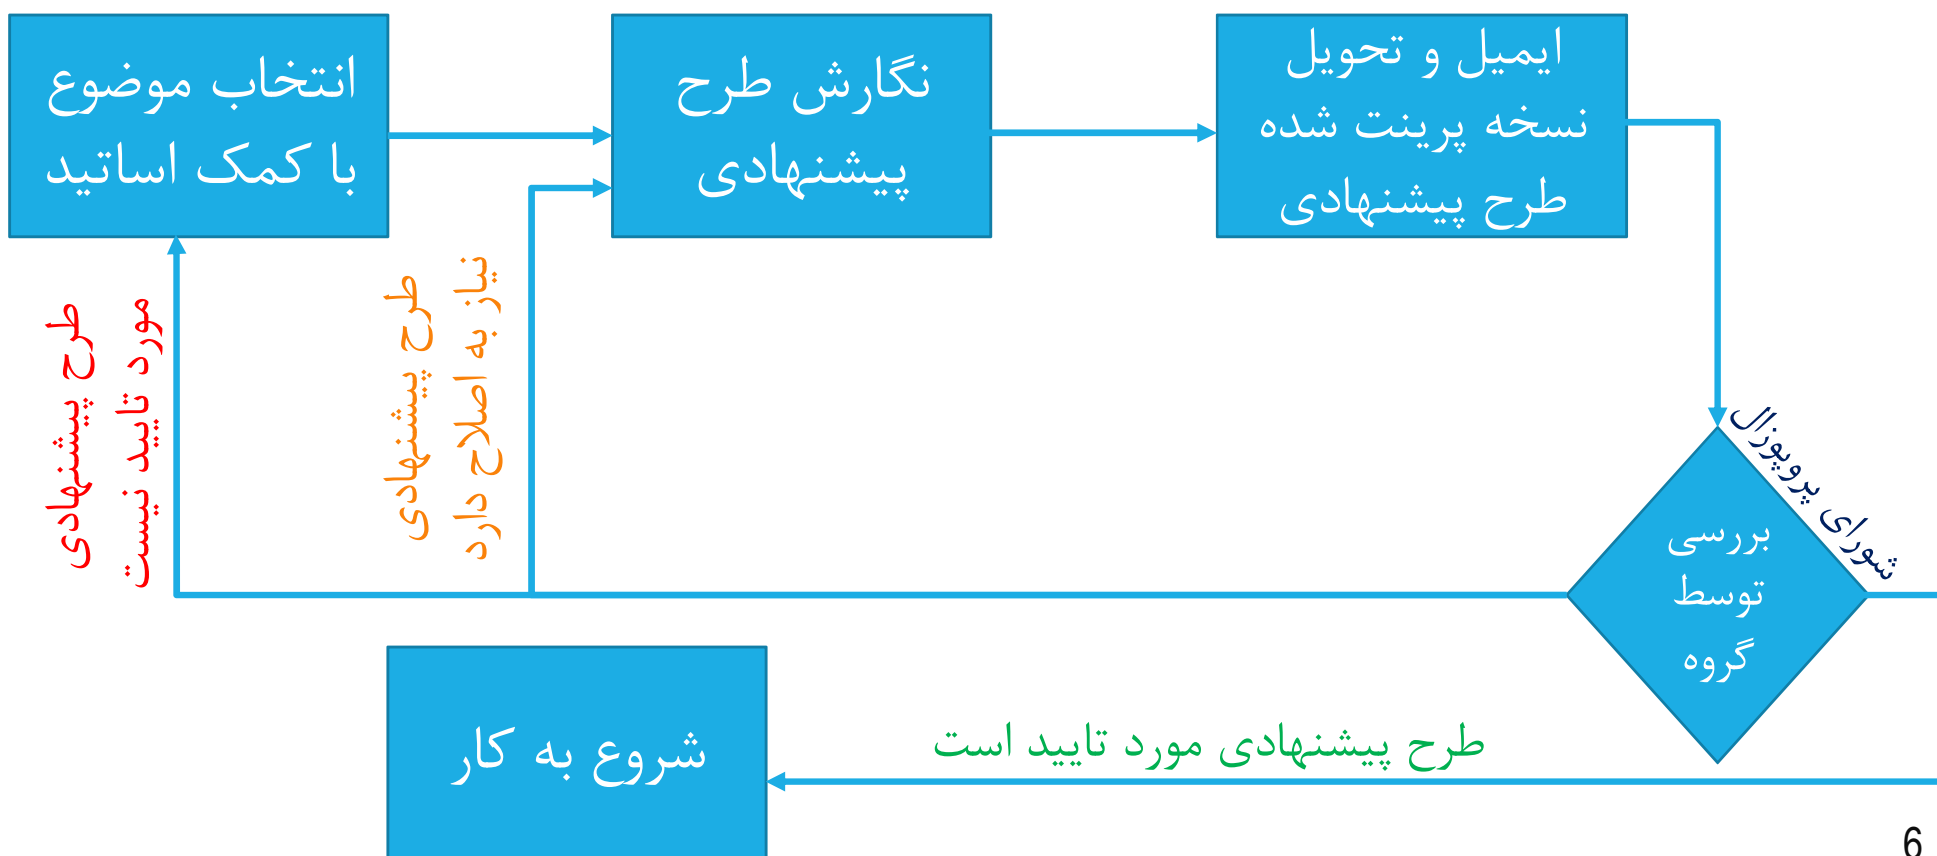 انتخاب موضوع
با کمک اساتید
نگارش طرح
پیشنهادی
ایمیل و تحویل
نسخه پرینت شده
طرح پیشنهادی
طرح پیشنهادی
مورد تایید نیست
طرح پیشنهادی
نیاز به اصلاح دارد
شورای پروپوزال
بررسی
توسط
گروه
طرح پیشنهادی مورد تایید است
شروع به کار
6